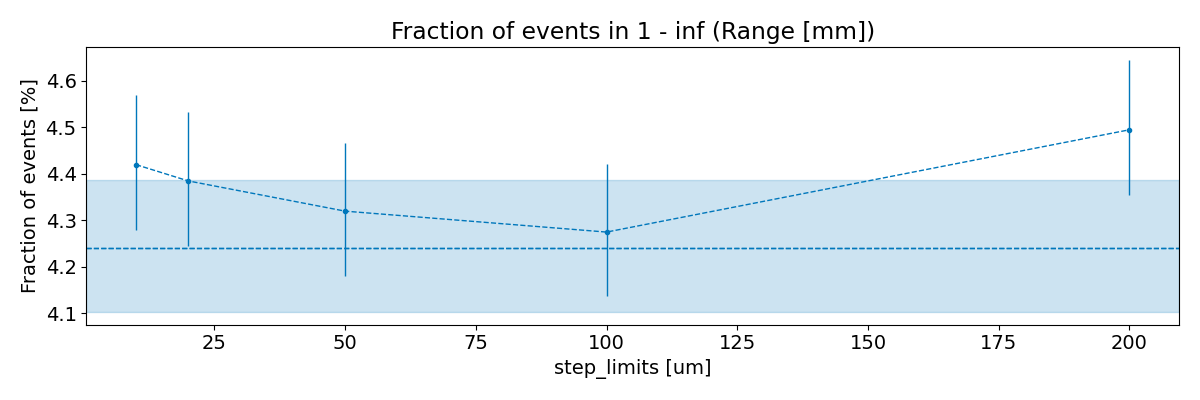 Fraction of events in 1 - inf (Range [mm])
Fraction of events [%]
4.6
4.5
4.4
4.3
4.2
4.1
25 50 75 100 125 150 175 200
step_limits [um]